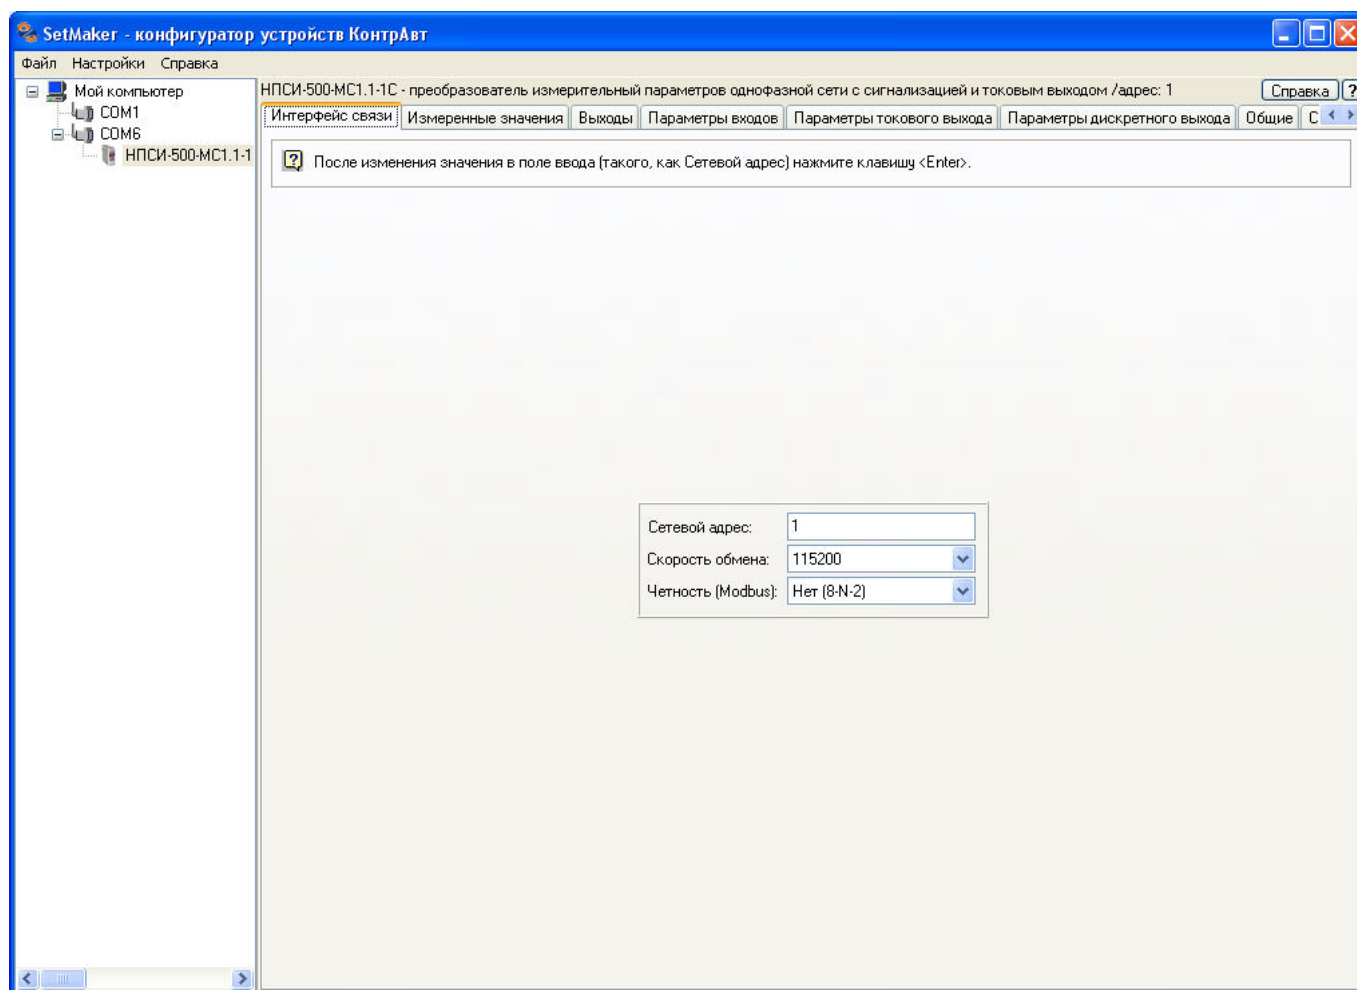 SetMaker - конфигуратор устройств КонтрАвт
Файл Настройки Справка
Мой компьютер
COM1
COM6
НПСИ-500-МС1.1-1
НПСИ-500-МС1.1-1С - преобразователь измерительный параметров однофазной сети с сигнализацией и токовым выходом /адрес: 1
Справка ?
Интерфейс связи Измеренные значения Выходы Параметры входов Параметры токового выхода Параметры дискретного выхода Общие С
После изменения значения в поле ввода (такого, как Сетевой адрес) нажмите клавишу <Enter>.
Сетевой адрес: 1
Скорость обмена: 115200
Четность (Modbus): Нет (8-N-2)